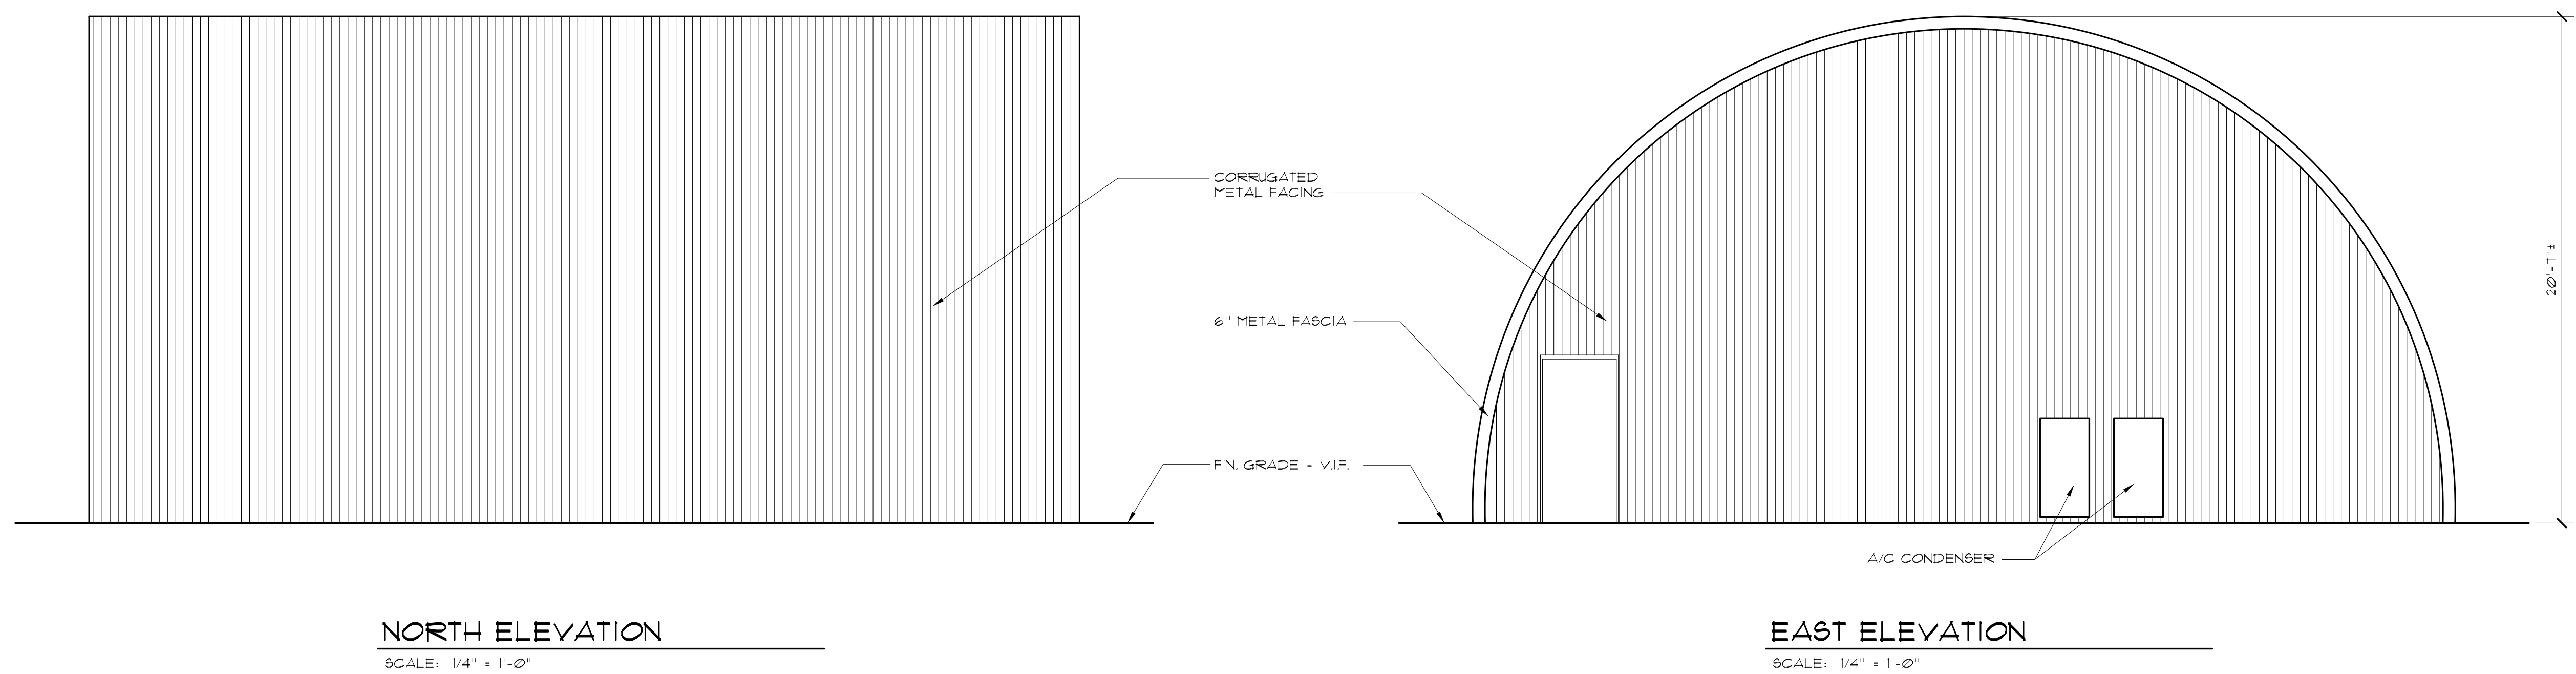 CORRUGATED
METAL FACING
6" METAL FASCIA
FIN. GRADE - V.I.F.
20'-7"±
A/C CONDENSER
NORTH ELEVATION
SCALE: 1/4" = 1'-0"
EAST ELEVATION
SCALE: 1/4" = 1'-0"